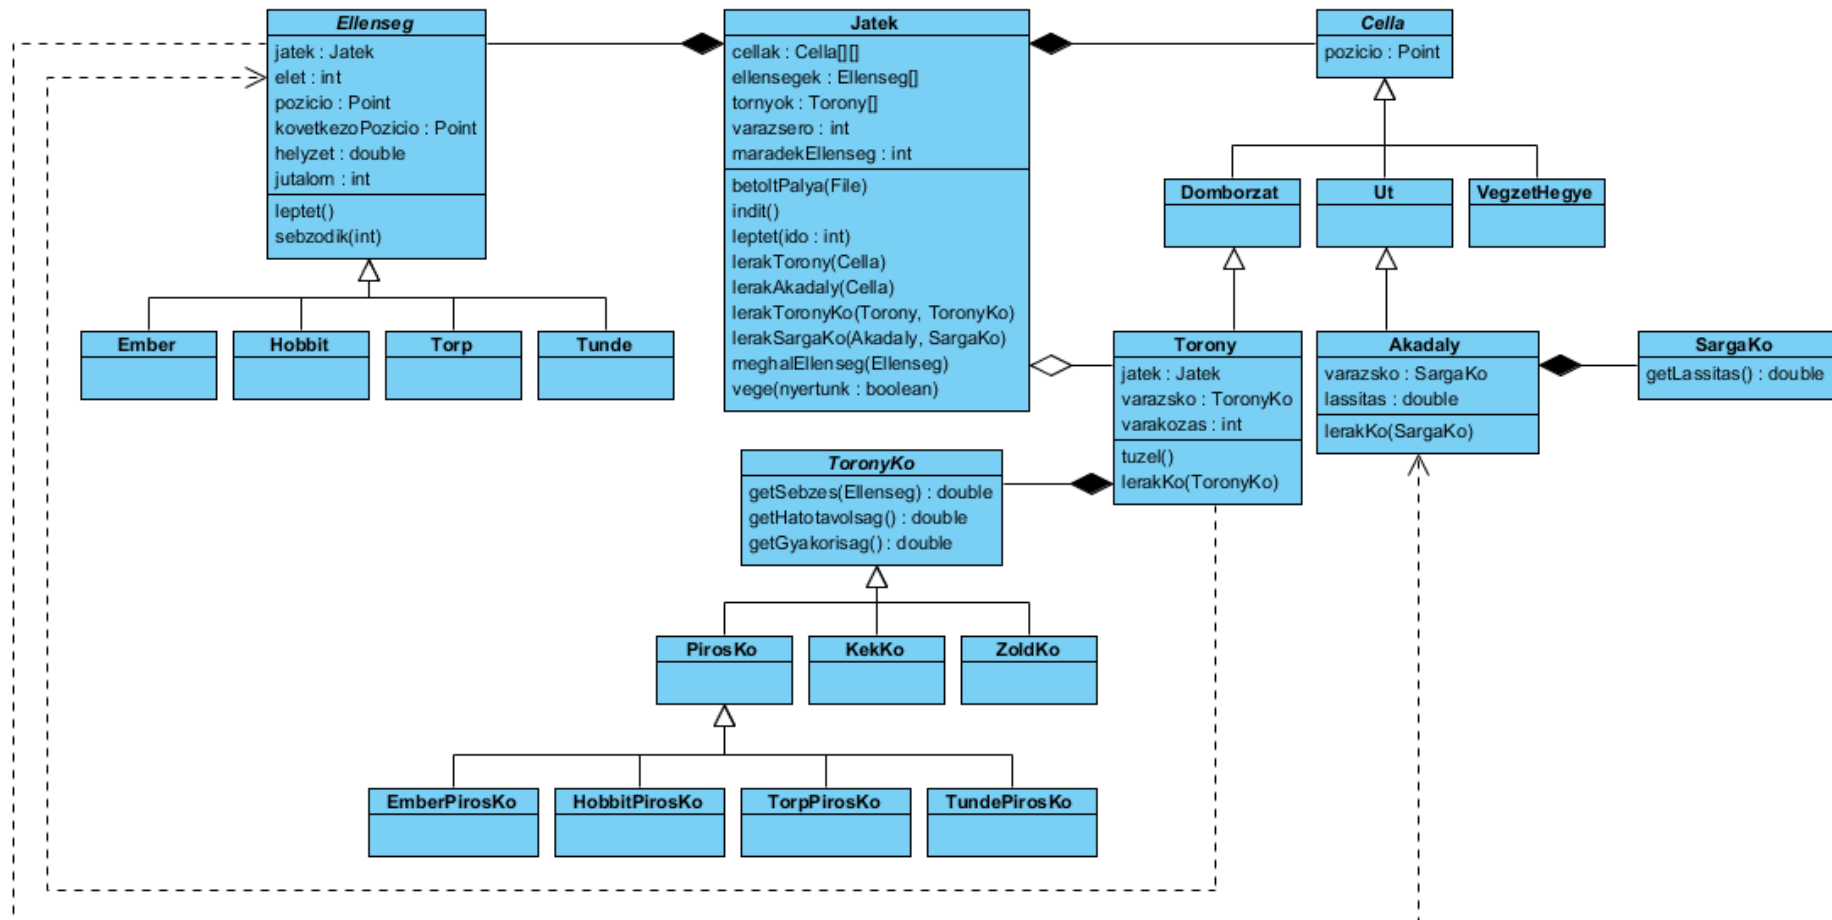 Ellenseg
jatek : Jatek
elet : int
pozicio : Point
kovetkezoPozicio : Point
helyzet : double
jutalom : int
leptet()
sebzodik(int)
Jatek
cellak : Cella[][]
ellensegek : Ellenseg[]
tornyok : Torony[]
varazsero : int
maradekEllenseg : int
betoltPalya(File)
indit()
leptet(ido : int)
lerakTorony(Cella)
lerakAkadaly(Cella)
lerakToronyKo(Torony, ToronyKo)
lerakSargaKo(Akadaly, SargaKo)
meghalEllenseg(Ellenseg)
vege(nyertunk : boolean)
Cella
pozicio : Point
Domborzat
Ut
VegzetHegye
Ember
Hobbit
Torp
Tunde
Torony
jatek : Jatek
varazsko : ToronyKo
varakozas : int
tuzel()
lerakKo(ToronyKo)
Akadaly
varazsko : SargaKo
lassitas : double
lerakKo(SargaKo)
SargaKo
getLassitas() : double
ToronyKo
getSebzes(Ellenseg) : double
getHatotavolsag() : double
getGyakorisag() : double
PirosKo
KekKo
ZoldKo
EmberPirosKo
HobbitPirosKo
TorpPirosKo
TundePirosKo